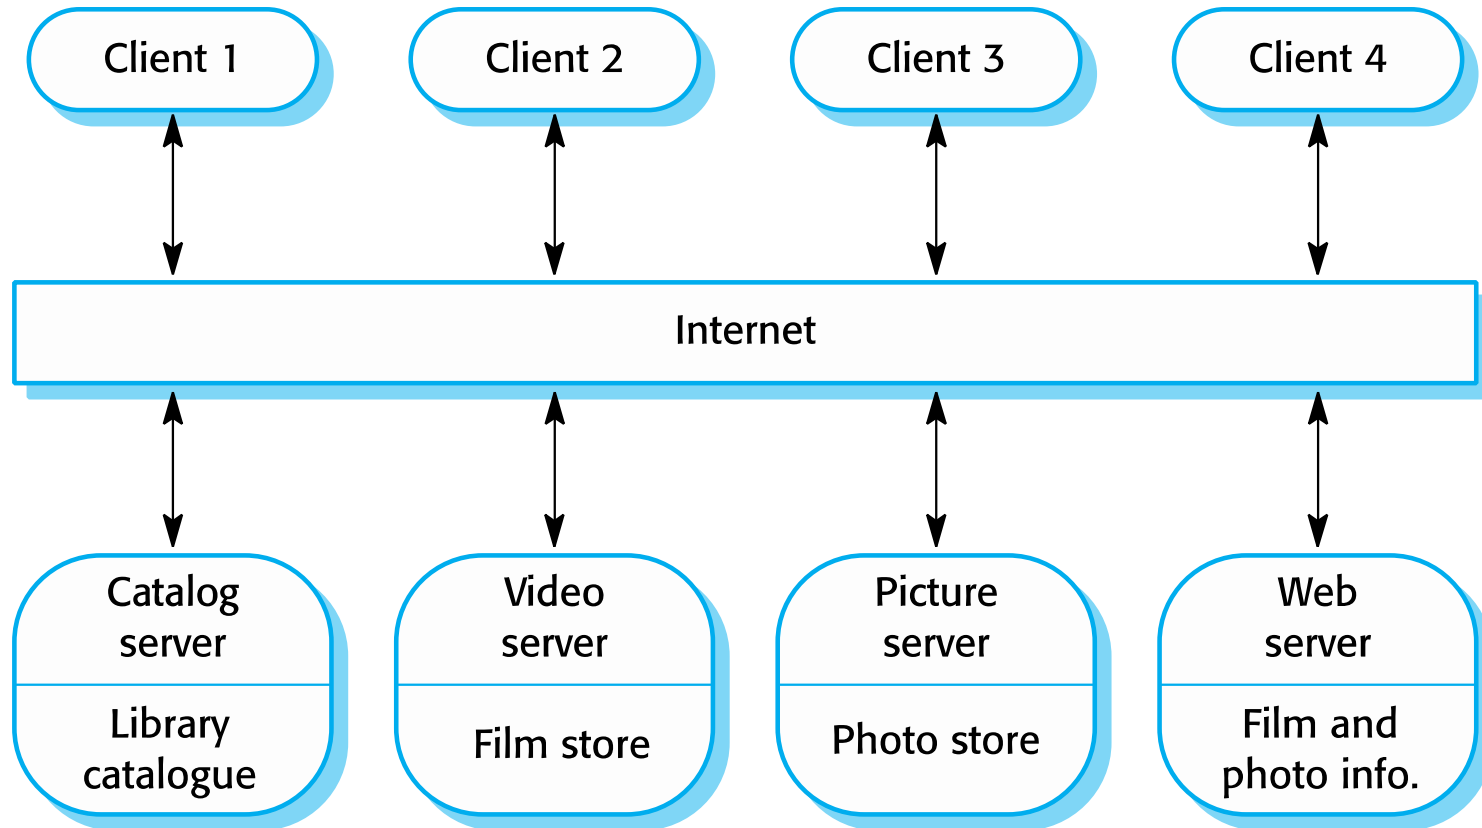 Client 1
Client 2
Client 3
Client 4
Internet
Catalog
server
Library
catalogue
Video
server
Film store
Picture
server
Photo store
Web
server
Film and
photo info.